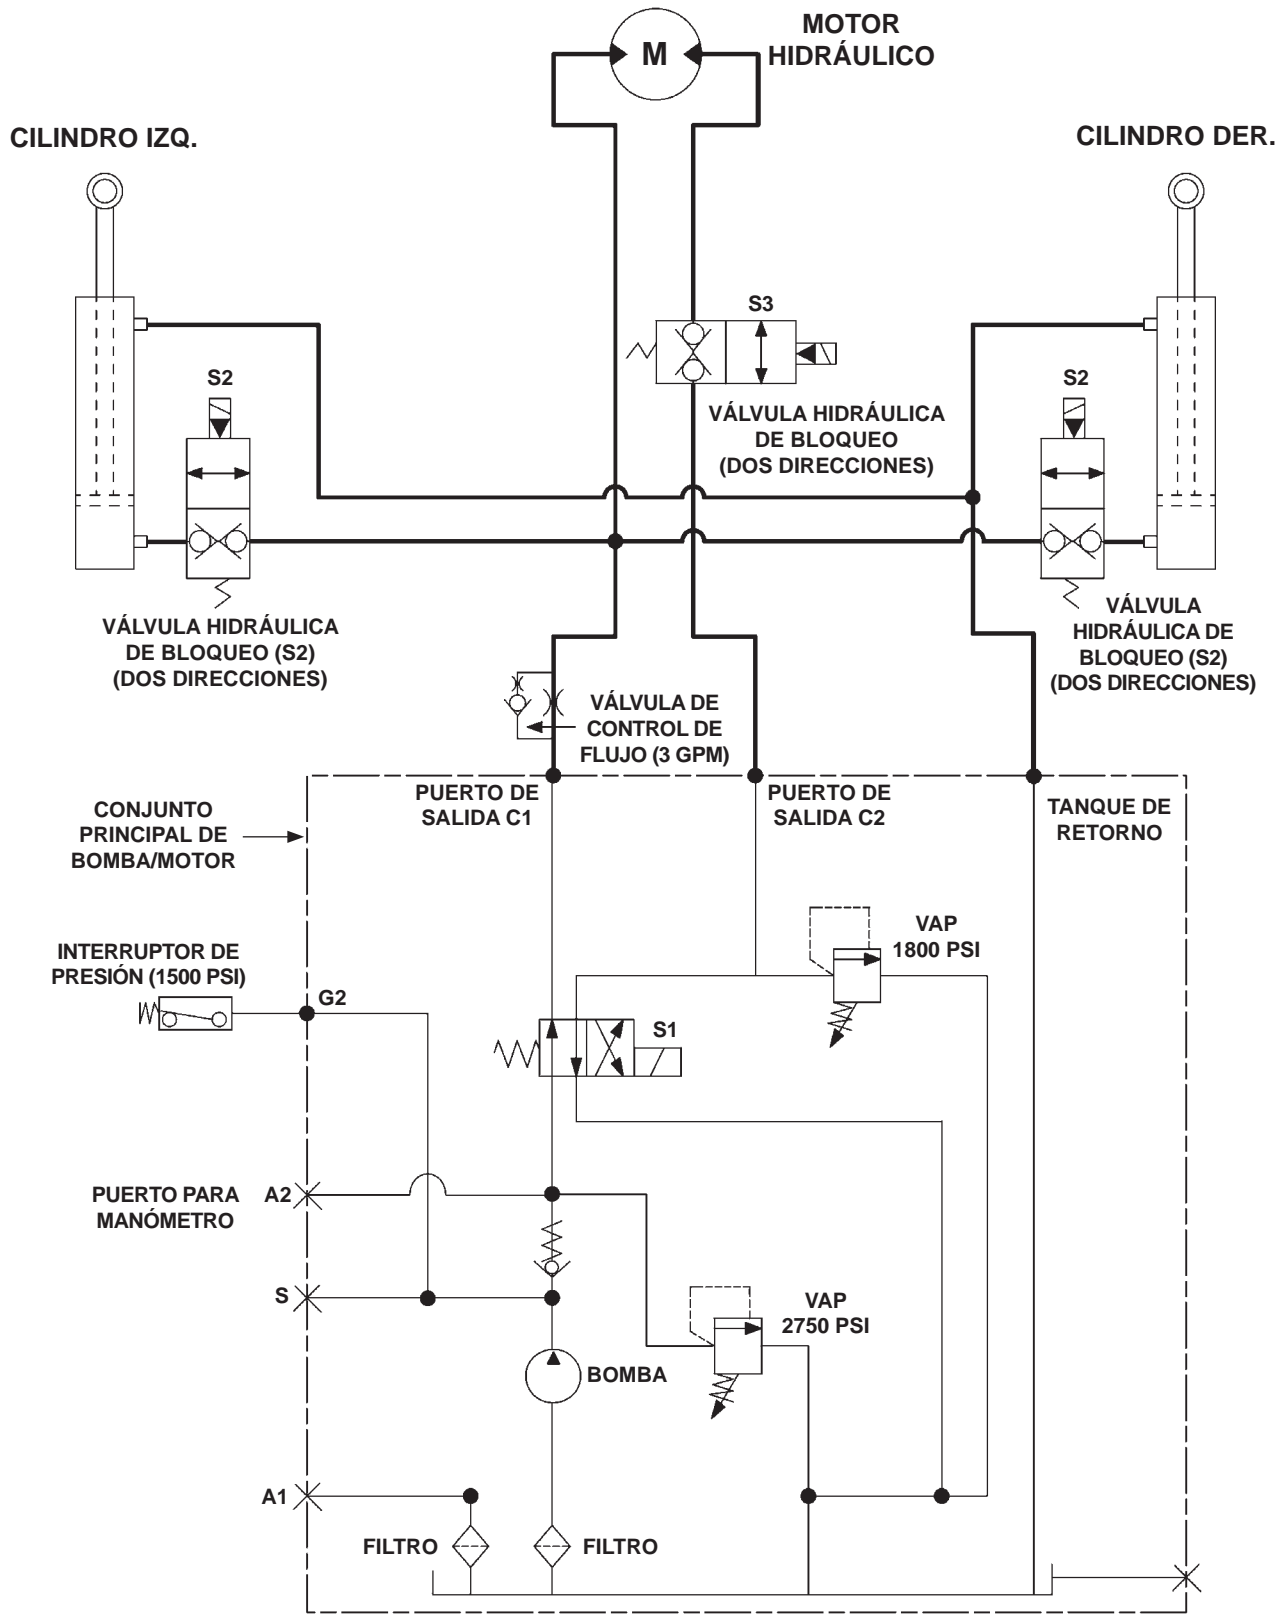 MOTOR
HIDRÁULICO
M
CILINDRO IZQ.
CILINDRO DER.
S3
S2
S2
VÁLVULA HIDRÁULICA
DE BLOQUEO
(DOS DIRECCIONES)
VÁLVULA HIDRÁULICA
DE BLOQUEO (S2)
(DOS DIRECCIONES)
VÁLVULA
HIDRÁULICA DE
BLOQUEO (S2)
(DOS DIRECCIONES)
VÁLVULA DE
CONTROL DE
FLUJO (3 GPM)
PUERTO DE
SALIDA C1
PUERTO DE
SALIDA C2
TANQUE DE
RETORNO
CONJUNTO
PRINCIPAL DE
BOMBA/MOTOR
VAP
1800 PSI
INTERRUPTOR DE
PRESIÓN (1500 PSI)
G2
S1
PUERTO PARA
MANÓMETRO
A2
S
VAP
2750 PSI
BOMBA
A1
FILTRO
FILTRO